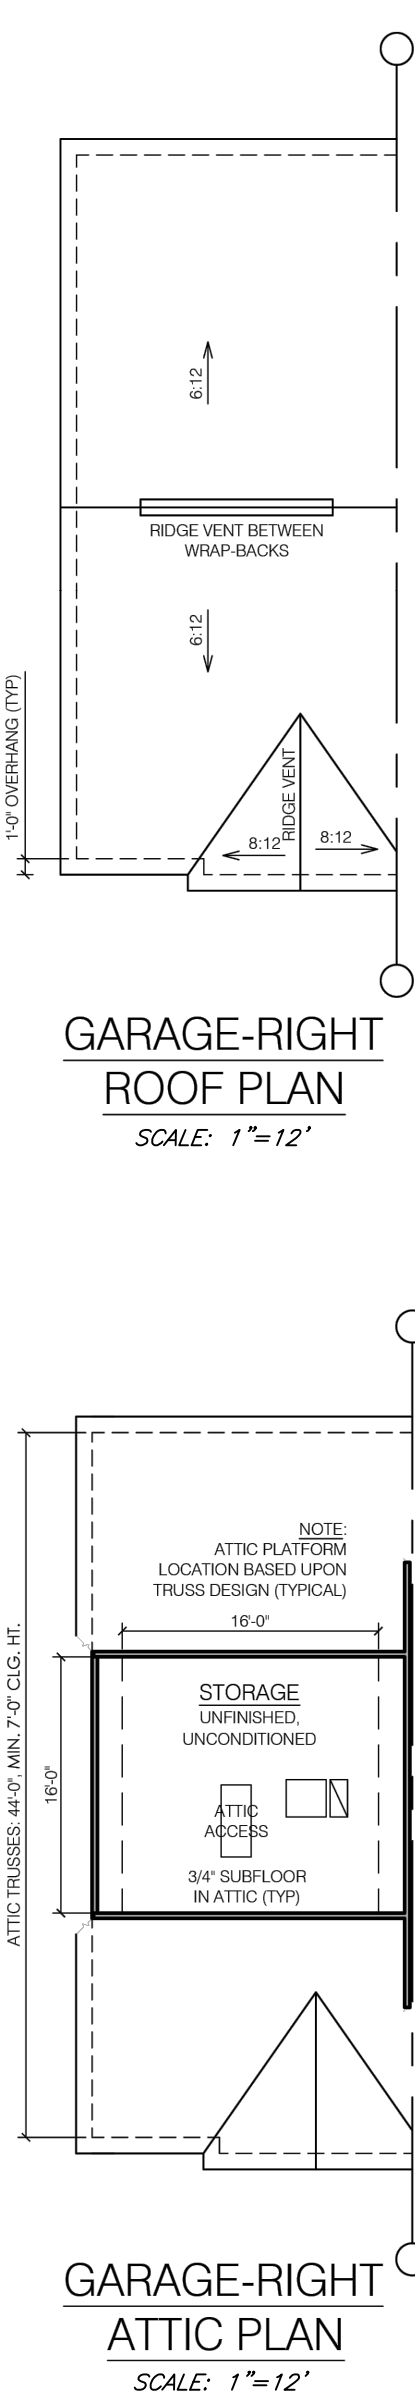 6:12
RIDGE VENT BETWEEN
WRAP-BACKS
6:12
1'-0" OVERHANG (TYP)
RIDGE VENT
8:12
8:12
GARAGE-RIGHT
ROOF PLAN
SCALE: 1"=12'
NOTE:
ATTIC PLATFORM
LOCATION BASED UPON
TRUSS DESIGN (TYPICAL)
16'-0"
ATTIC TRUSSES: 44'-0", MIN. 7'-0" CLG. HT.
16'-0"
STORAGE
UNFINISHED,
UNCONDITIONED
ATTIC
ACCESS
3/4" SUBFLOOR
IN ATTIC (TYP)
GARAGE-RIGHT
ATTIC PLAN
SCALE: 1"=12'